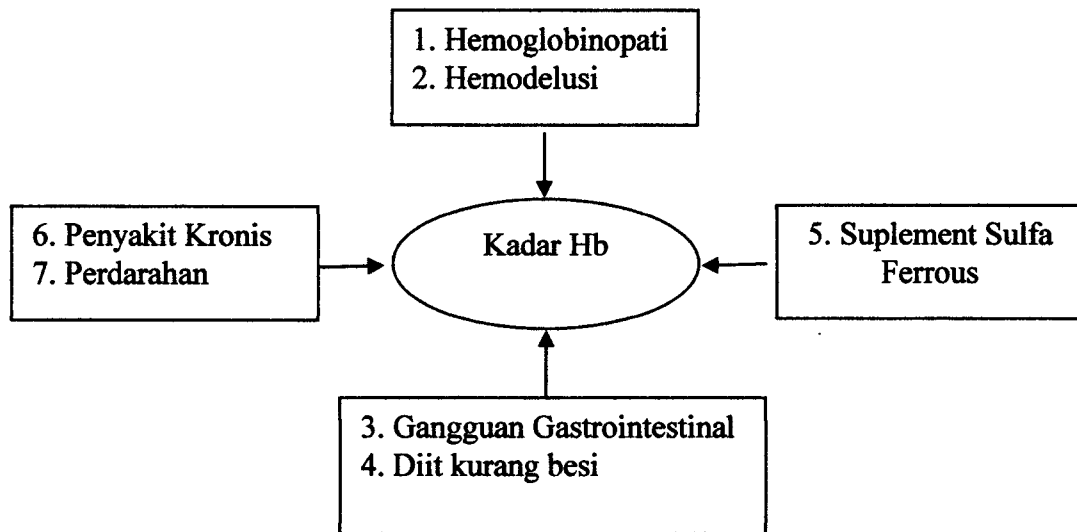 1. Hemoglobinopati
2. Hemodelusi
6. Penyakit Kronis
7. Perdarahan
Kadar Hb
5. Suplement Sulfa
Ferrous
3. Gangguan Gastrointestinal
4. Diit kurang besi